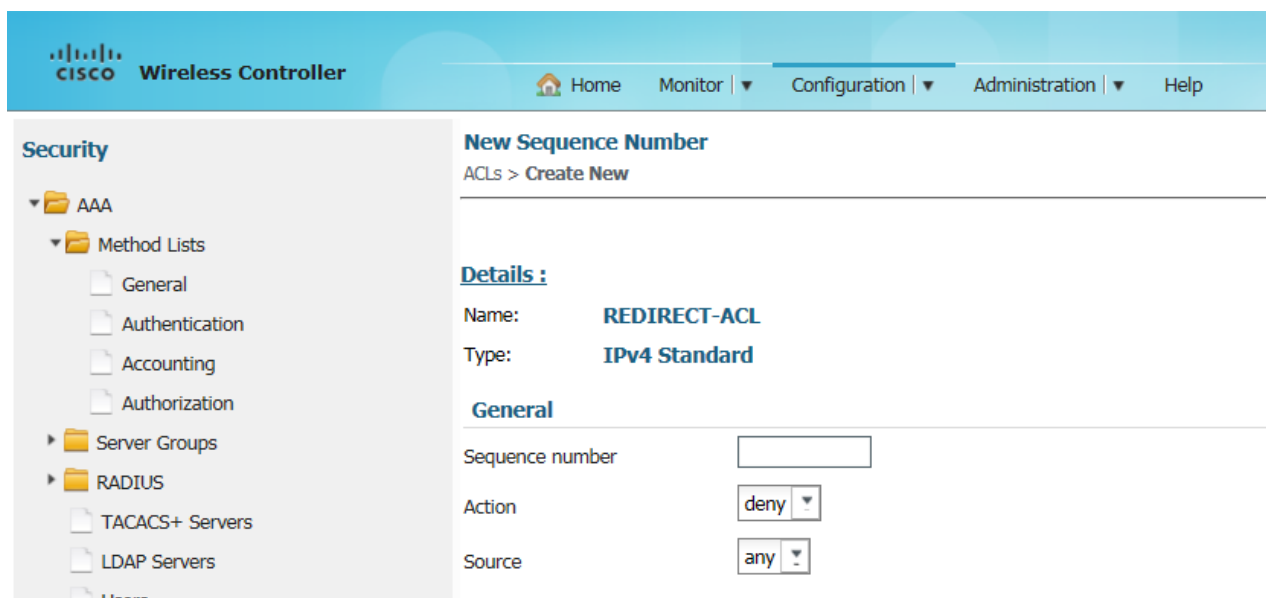 CISCO Wireless Controller
Home Monitor Configuration Administration Help
Security
AAA
Method Lists
General
Authentication
Accounting
Authorization
Server Groups
RADIUS
TACACS+ Servers
LDAP Servers
New Sequence Number
ACLs > Create New
Details :
Name: REDIRECT-ACL
Type: IPv4 Standard
General
Sequence number
Action deny
Source any